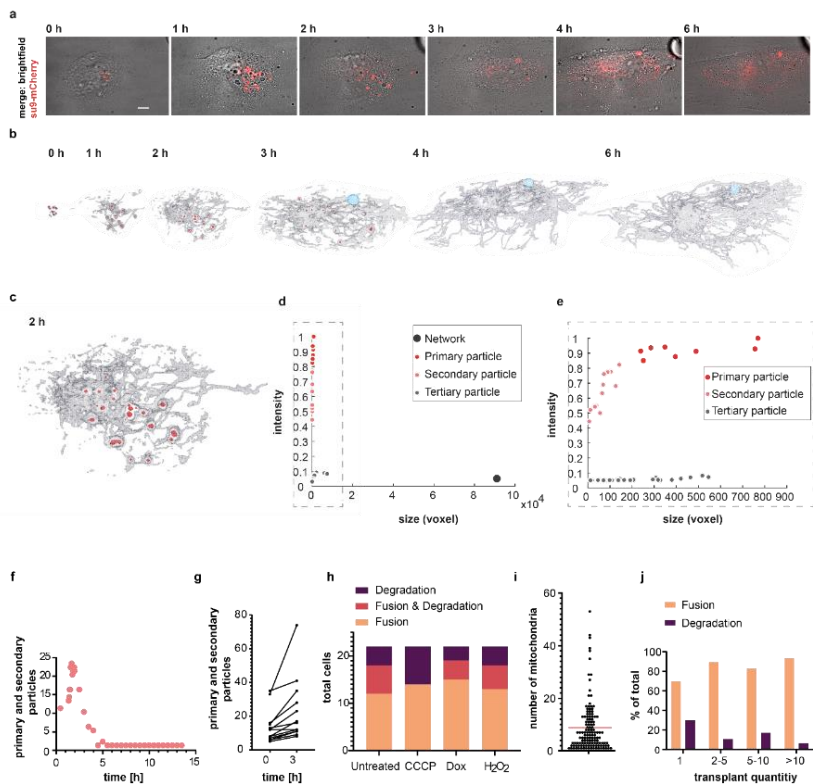 a
0 h 1 h 2 h 3 h 4 h 6 h
merge: brightfield
su9-mCherry
b
0 h 1 h 2 h 3 h 4 h 6 h
c
2 h
d
intensity
1
0.9
0.8
0.7
0.6
0.5
0.4
0.3
0.2
0.1
0
0 2 4 6 8 10
x10⁴
size (voxel)
Network
Primary particle
Secondary particle
Tertiary particle
e
intensity
1
0.9
0.8
0.7
0.6
0.5
0.4
0.3
0.2
0.1
0
0 100 200 300 400 500 600 700 800 900
size (voxel)
Primary particle
Secondary particle
Tertiary particle
f
primary and secondary
particles
25
20
15
10
5
0
0 5 10 15
time [h]
g
primary and secondary
particles
80
60
40
20
0
0 3
time [h]
h
Degradation
Fusion & Degradation
Fusion
total cells
20
10
0
Untreated CCCP Dox H₂O₂
i
number of mitochondria
60
40
20
0
j
Fusion
Degradation
% of total
100
80
60
40
20
0
1 2-5 5-10 >10
transplant quantitiy